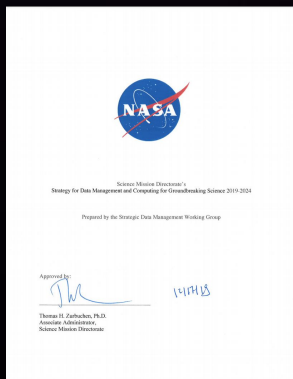 NASA
Science Mission Directorate's
Strategy for Data Management and Computing for Groundbreaking Science 2019-2024
Prepared by the Strategic Data Management Working Group
Approved by:
Thomas H. Zurbuchen, Ph.D.
Associate Administrator,
Science Mission Directorate